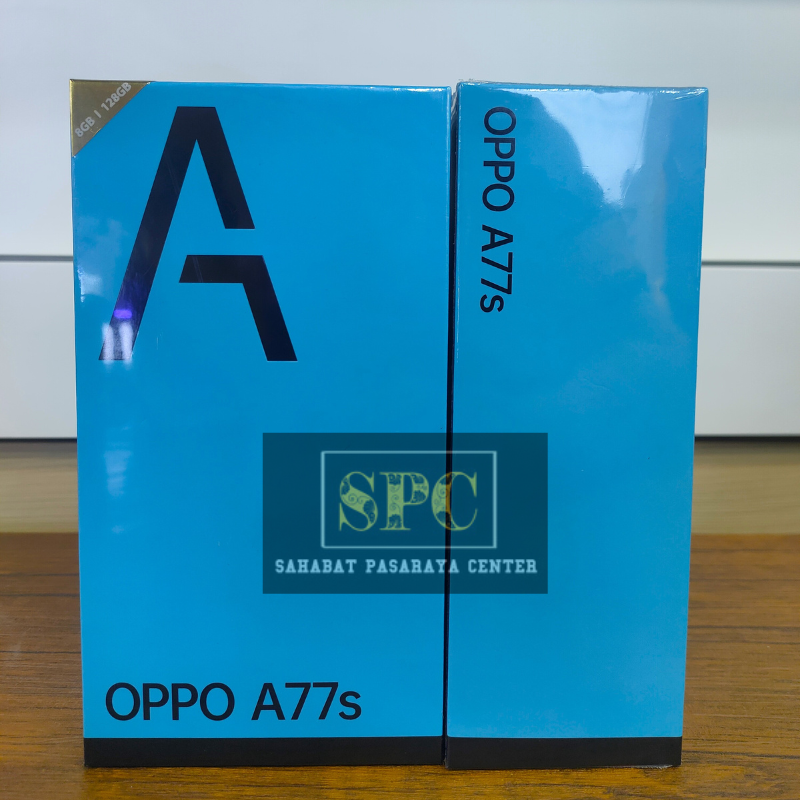 8GB | 128GB
A
OPPO A77s
OPPO A77s
SPC
SAHABAT PASARAYA CENTER